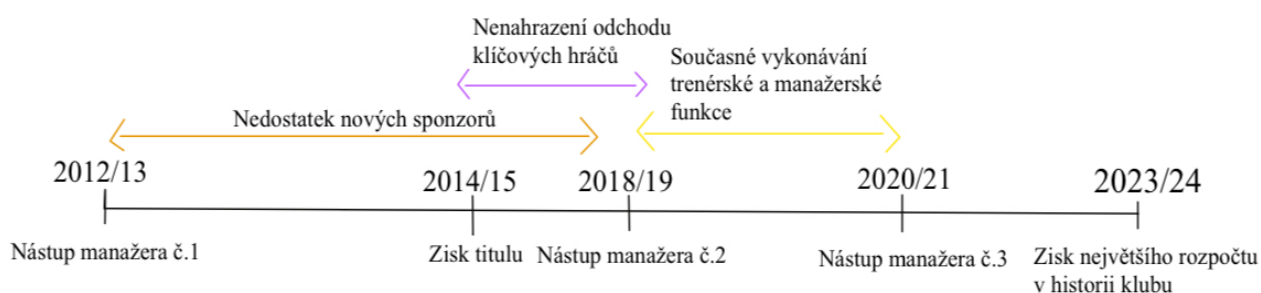 Nenahrazení odchodu
klíčových hráčů
Současné vykonávání
trenérské a manažerské
funkce
Nedostatek nových sponzorů
2012/13
2014/15
2018/19
2020/21
2023/24
Nástup manažera č.1
Zisk titulu
Nástup manažera č.2
Nástup manažera č.3
Zisk největšího rozpočtu
v historii klubu